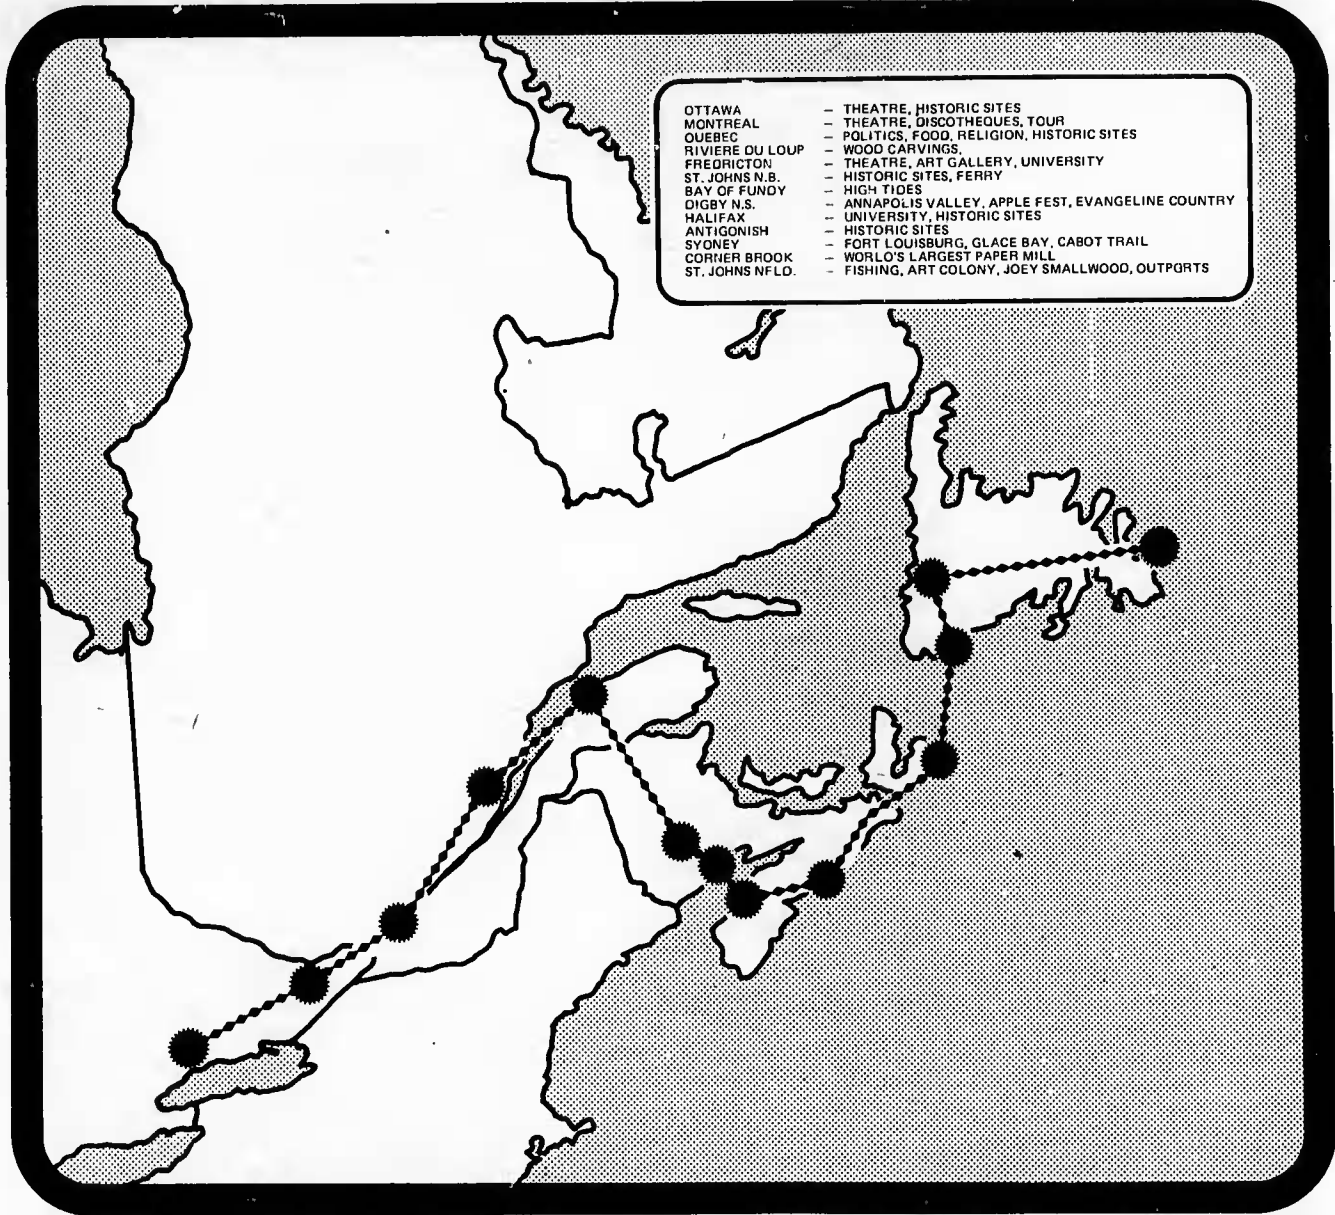 OTTAWA – THEATRE, HISTORIC SITES
MONTREAL – THEATRE, DISCOTHEQUES, TOUR
QUEBEC – POLITICS, FOOD, RELIGION, HISTORIC SITES
RIVIERE DU LOUP – WOOD CARVINGS,
FREDRICTON – THEATRE, ART GALLERY, UNIVERSITY
ST. JOHNS N.B. – HISTORIC SITES, FERRY
BAY OF FUNDY – HIGH TIDES
DIGBY N.S. – ANNAPOLIS VALLEY, APPLE FEST, EVANGELINE COUNTRY
HALIFAX – UNIVERSITY, HISTORIC SITES
ANTIGONISH – HISTORIC SITES
SYDNEY – FORT LOUISBURG, GLACE BAY, CABOT TRAIL
CORNER BROOK – WORLD'S LARGEST PAPER MILL
ST. JOHNS NFLD. – FISHING, ART COLONY, JOEY SMALLWOOD, OUTPORTS